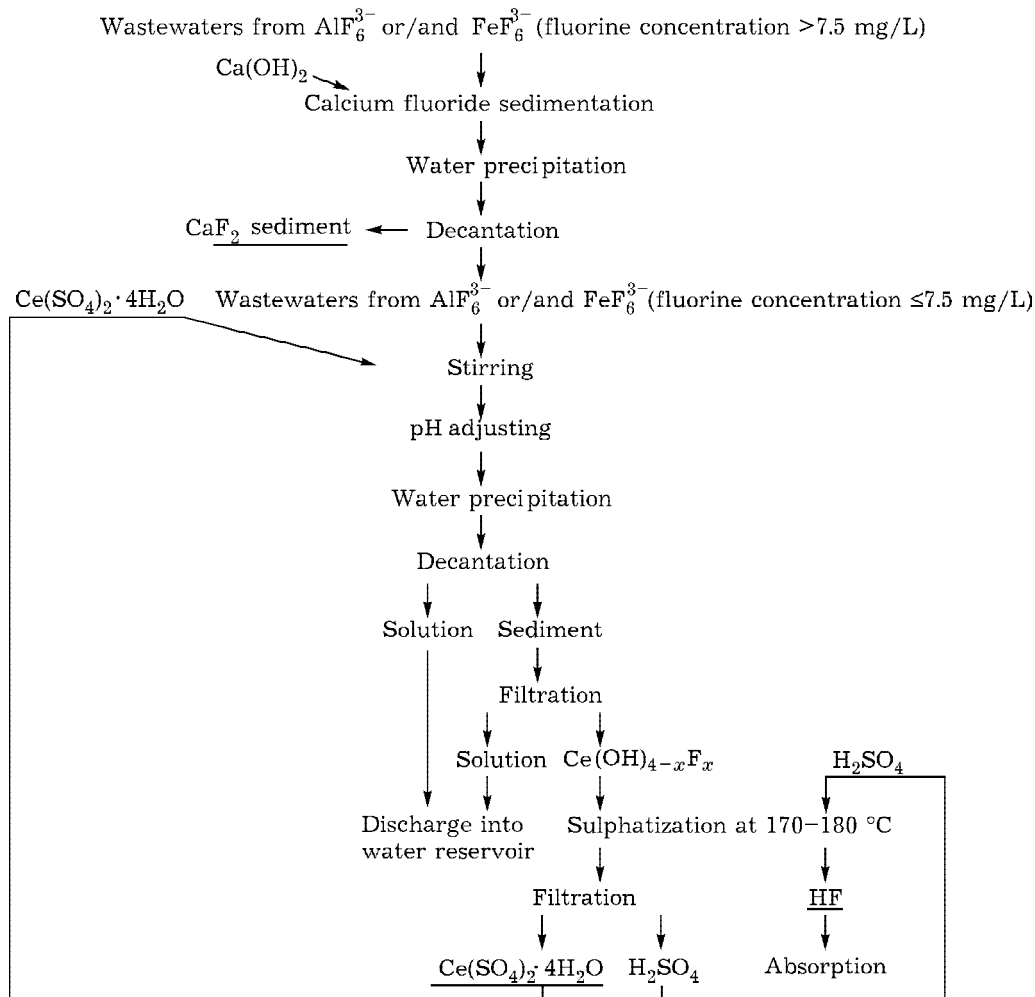 Wastewaters from AlF₆³⁻ or/and FeF₆³⁻ (fluorine concentration >7.5 mg/L)
Ca(OH)₂
Calcium fluoride sedimentation
Water precipitation
CaF₂ sediment
Decantation
Ce(SO₄)₂·4H₂O
Wastewaters from AlF₆³⁻ or/and FeF₆³⁻ (fluorine concentration ≤7.5 mg/L)
Stirring
pH adjusting
Water precipitation
Decantation
Solution
Sediment
Filtration
Solution
Ce(OH)₄₋ₓFₓ
H₂SO₄
Discharge into
water reservoir
Sulphatization at 170–180 °C
Filtration
HF
Ce(SO₄)₂·4H₂O
H₂SO₄
Absorption